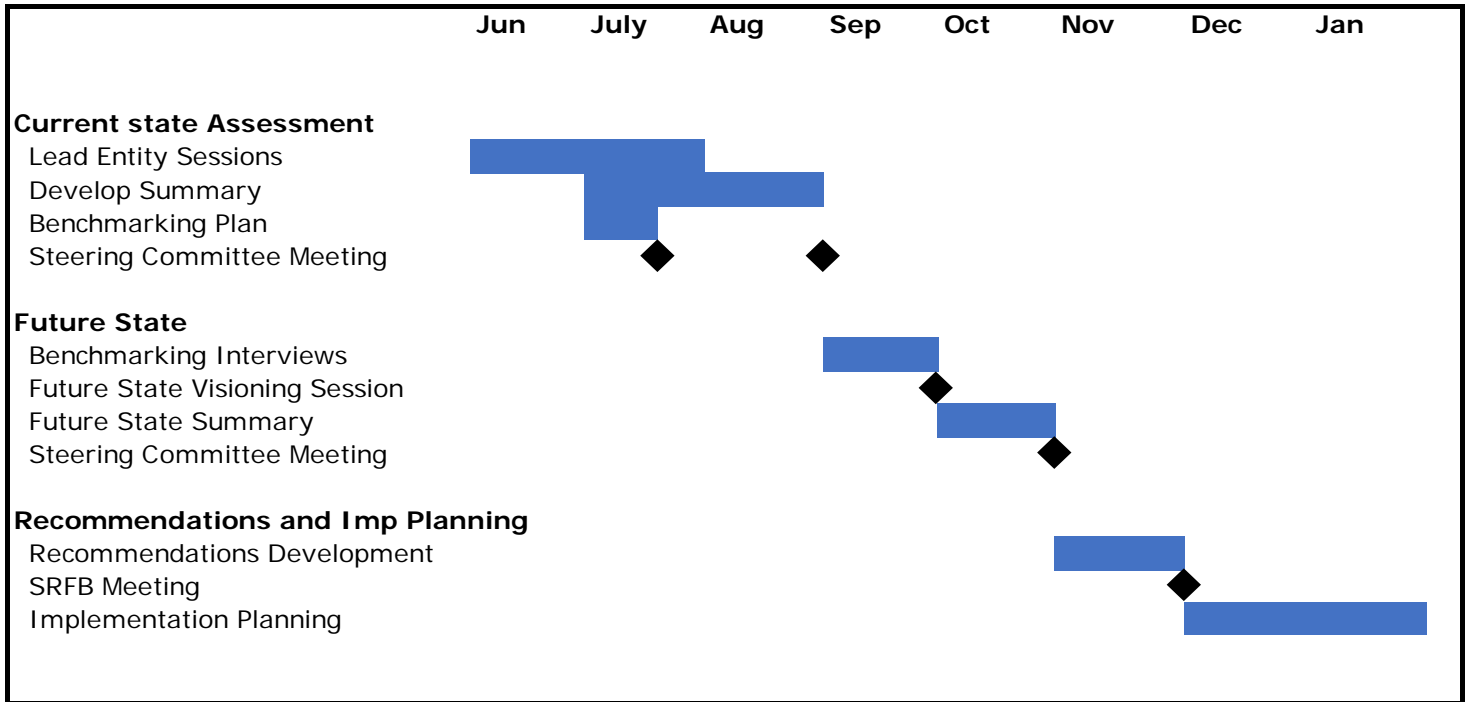 Jun July Aug Sep Oct Nov Dec Jan
Current state Assessment
Lead Entity Sessions
Develop Summary
Benchmarking Plan
Steering Committee Meeting
Future State
Benchmarking Interviews
Future State Visioning Session
Future State Summary
Steering Committee Meeting
Recommendations and Imp Planning
Recommendations Development
SRFB Meeting
Implementation Planning